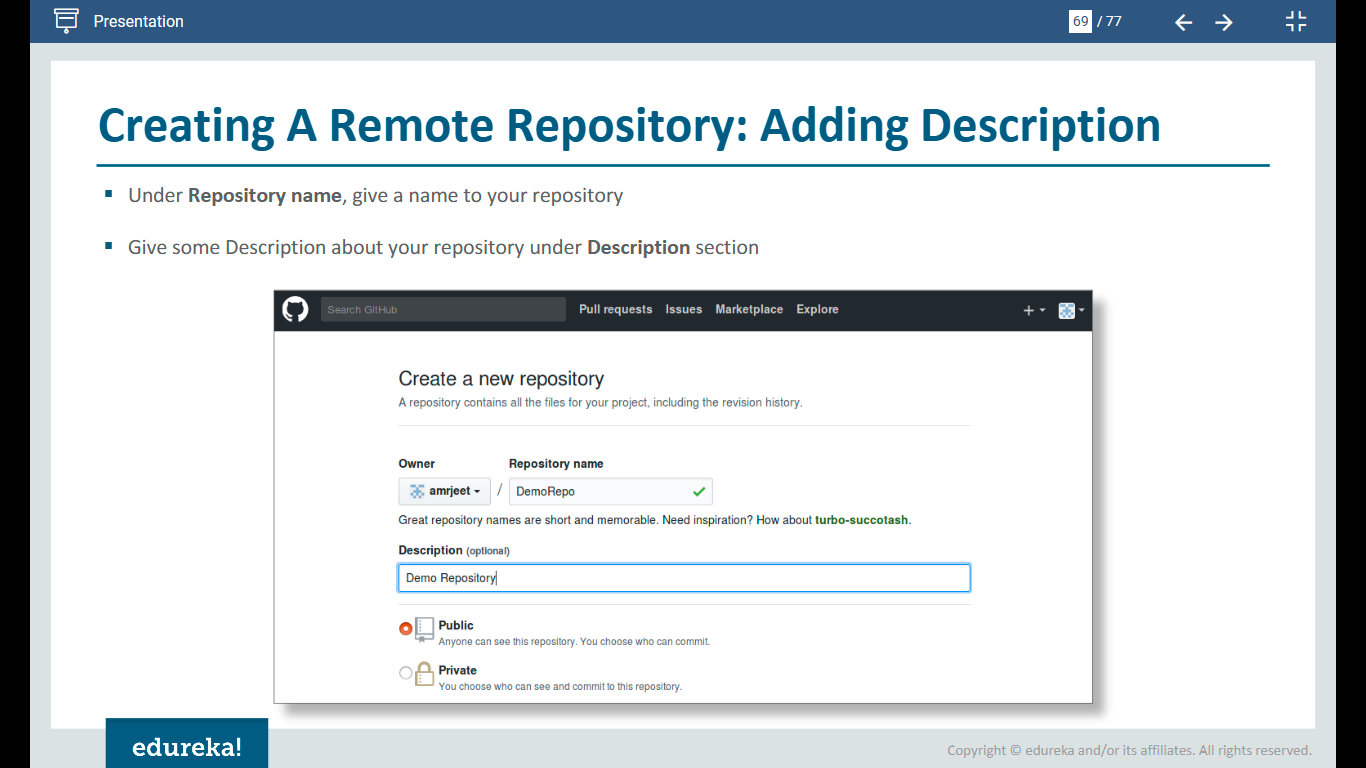 Presentation
69 / 77
Creating A Remote Repository: Adding Description
Under Repository name, give a name to your repository
Give some Description about your repository under Description section
Search GitHub Pull requests Issues Marketplace Explore
Create a new repository
A repository contains all the files for your project, including the revision history.
Owner Repository name
amrjeet / DemoRepo
Great repository names are short and memorable. Need inspiration? How about turbo-succotash.
Description (optional)
Demo Repository
Public
Anyone can see this repository. You choose who can commit.
Private
You choose who can see and commit to this repository.
edureka!
Copyright © edureka and/or its affiliates. All rights reserved.